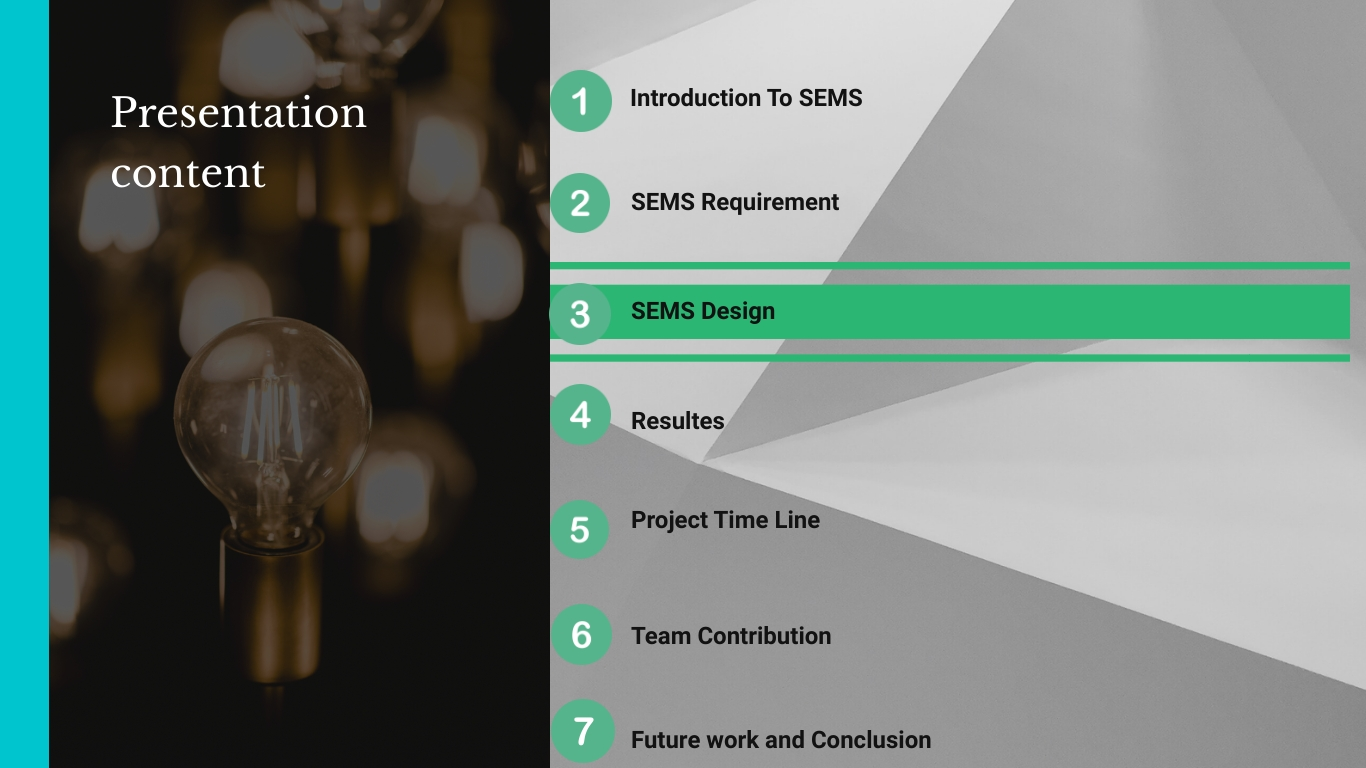 Presentation
content
1 Introduction To SEMS
2 SEMS Requirement
3 SEMS Design
4 Resultes
5 Project Time Line
6 Team Contribution
7 Future work and Conclusion